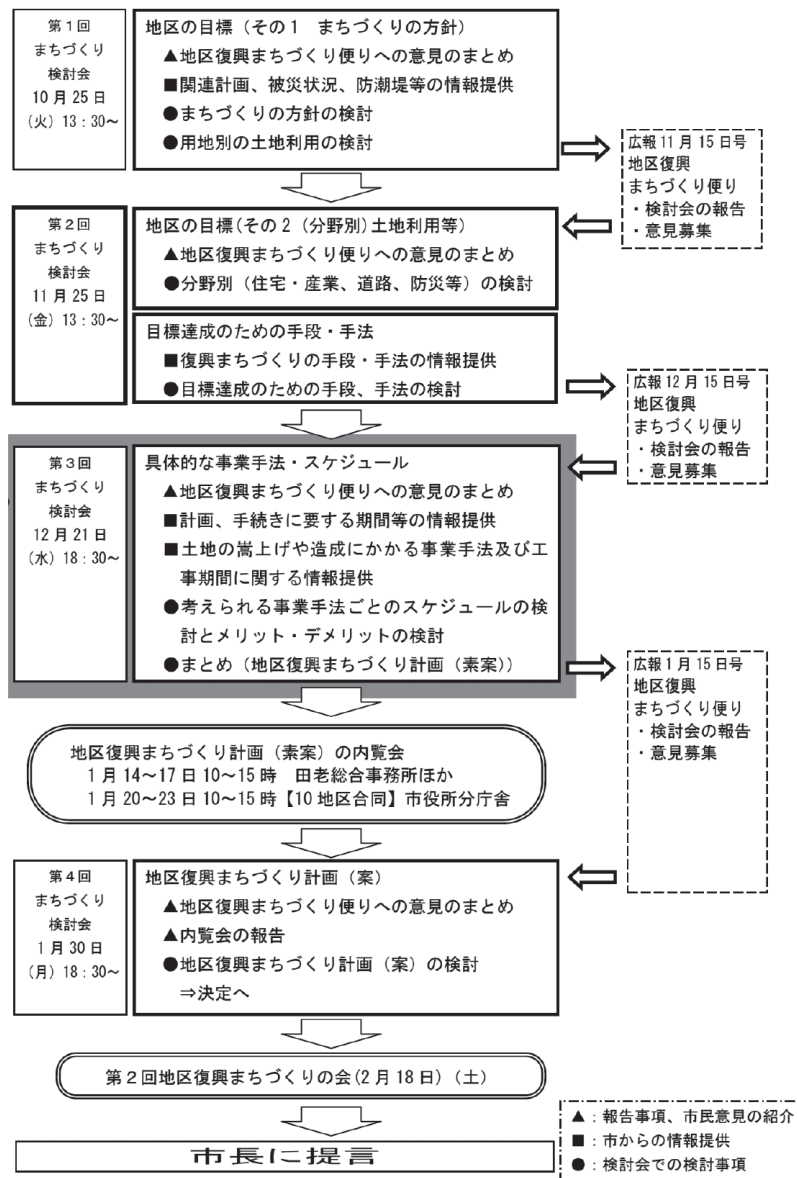 第１回
まちづくり
検討会
10月25日
（火）13：30～
地区の目標（その１　まちづくりの方針）
▲地区復興まちづくり便りへの意見のまとめ
■関連計画、被災状況、防潮堤等の情報提供
●まちづくりの方針の検討
●用地別の土地利用の検討
広報11月15日号
地区復興
まちづくり便り
・検討会の報告
・意見募集
第２回
まちづくり
検討会
11月25日
（金）13：30～
地区の目標(その２（分野別）土地利用等）
▲地区復興まちづくり便りへの意見のまとめ
●分野別（住宅・産業、道路、防災等）の検討
目標達成のための手段・手法
■復興まちづくりの手段・手法の情報提供
●目標達成のための手段、手法の検討
広報12月15日号
地区復興
まちづくり便り
・検討会の報告
・意見募集
第３回
まちづくり
検討会
12月21日
（水）18：30～
具体的な事業手法・スケジュール
▲地区復興まちづくり便りへの意見のまとめ
■計画、手続きに要する期間等の情報提供
■土地の嵩上げや造成にかかる事業手法及び工
事期間に関する情報提供
●考えられる事業手法ごとのスケジュールの検
討とメリット・デメリットの検討
●まとめ（地区復興まちづくり計画（素案））
広報１月15日号
地区復興
まちづくり便り
・検討会の報告
・意見募集
地区復興まちづくり計画（素案）の内覧会
１月14～17日10～15時　田老総合事務所ほか
１月20～23日10～15時【10地区合同】市役所分庁舎
第４回
まちづくり
検討会
１月30日
（月）18：30～
地区復興まちづくり計画（案）
▲地区復興まちづくり便りへの意見のまとめ
▲内覧会の報告
●地区復興まちづくり計画（案）の検討
⇒決定へ
第２回地区復興まちづくりの会(２月18日)（土）
市長に提言
▲：報告事項、市民意見の紹介
■：市からの情報提供
●：検討会での検討事項